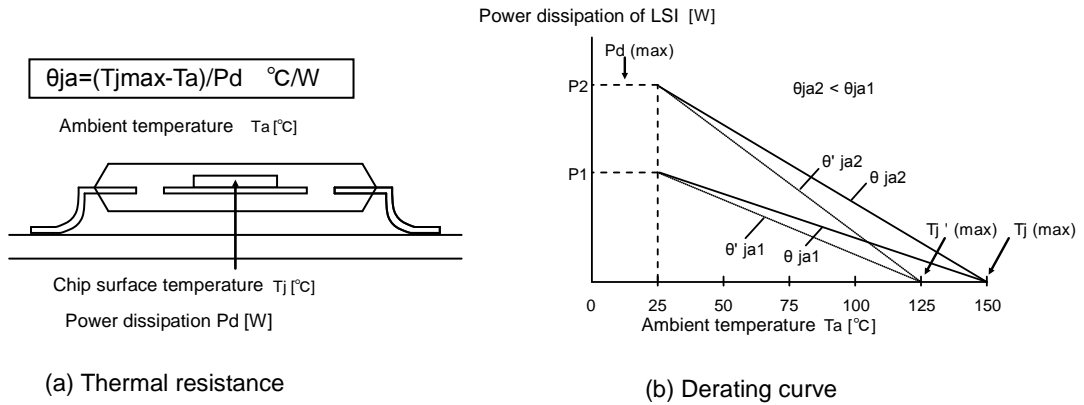 θja=(Tjmax-Ta)/Pd ℃/W
Ambient temperature Ta [℃]
Chip surface temperature Tj [℃]
Power dissipation Pd [W]
(a) Thermal resistance
Power dissipation of LSI [W]
Pd (max)
P2
θja2 < θja1
θ' ja2
θ ja2
P1
Tj ' (max)
Tj (max)
θ' ja1
θ ja1
0 25 50 75 100 125 150
Ambient temperature Ta [℃]
(b) Derating curve